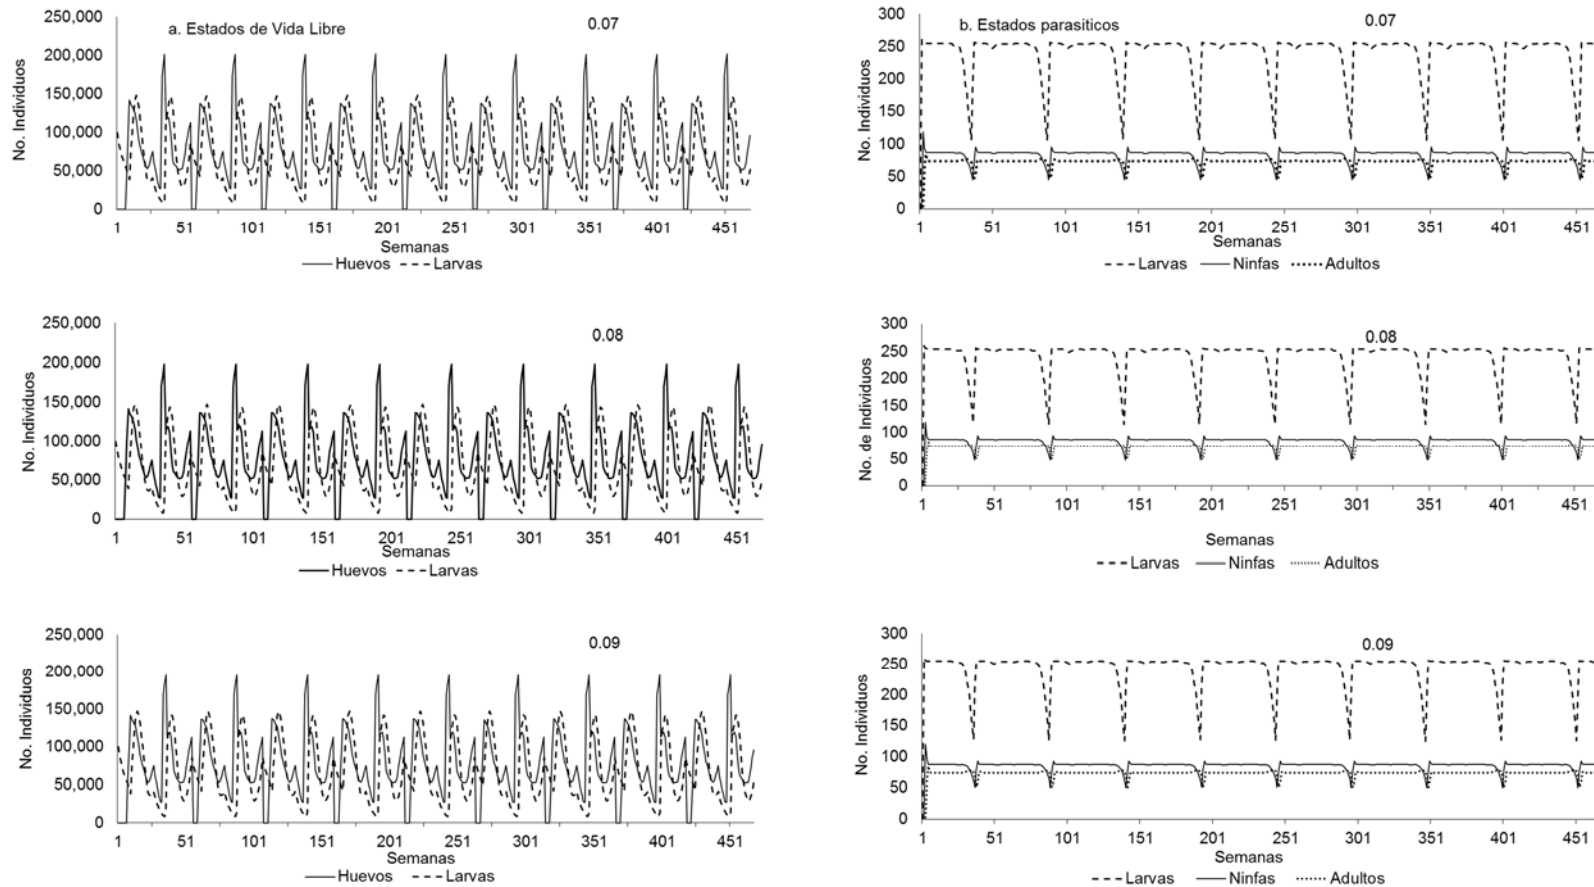 a. Estados de Vida Libre
0.07
No. Individuos
250,000
200,000
150,000
100,000
50,000
0
1 51 101 151 201 251 301 351 401 451
Semanas
Huevos Larvas
b. Estados parasiticos
0.07
No. Individuos
300
250
200
150
100
50
0
1 51 101 151 201 251 301 351 401 451
Semanas
Larvas Ninfas Adultos
0.08
No. Individuos
250,000
200,000
150,000
100,000
50,000
0
1 51 101 151 201 251 301 351 401 451
Semanas
Huevos Larvas
0.08
No. de Individuos
300
250
200
150
100
50
0
1 51 101 151 201 251 301 351 401 451
Semanas
Larvas Ninfas Adultos
0.09
No. Individuos
250,000
200,000
150,000
100,000
50,000
0
1 51 101 151 201 251 301 351 401 451
Semanas
Huevos Larvas
0.09
No. Individuos
300
250
200
150
100
50
0
1 51 101 151 201 251 301 351 401 451
Semanas
Larvas Ninfas Adultos